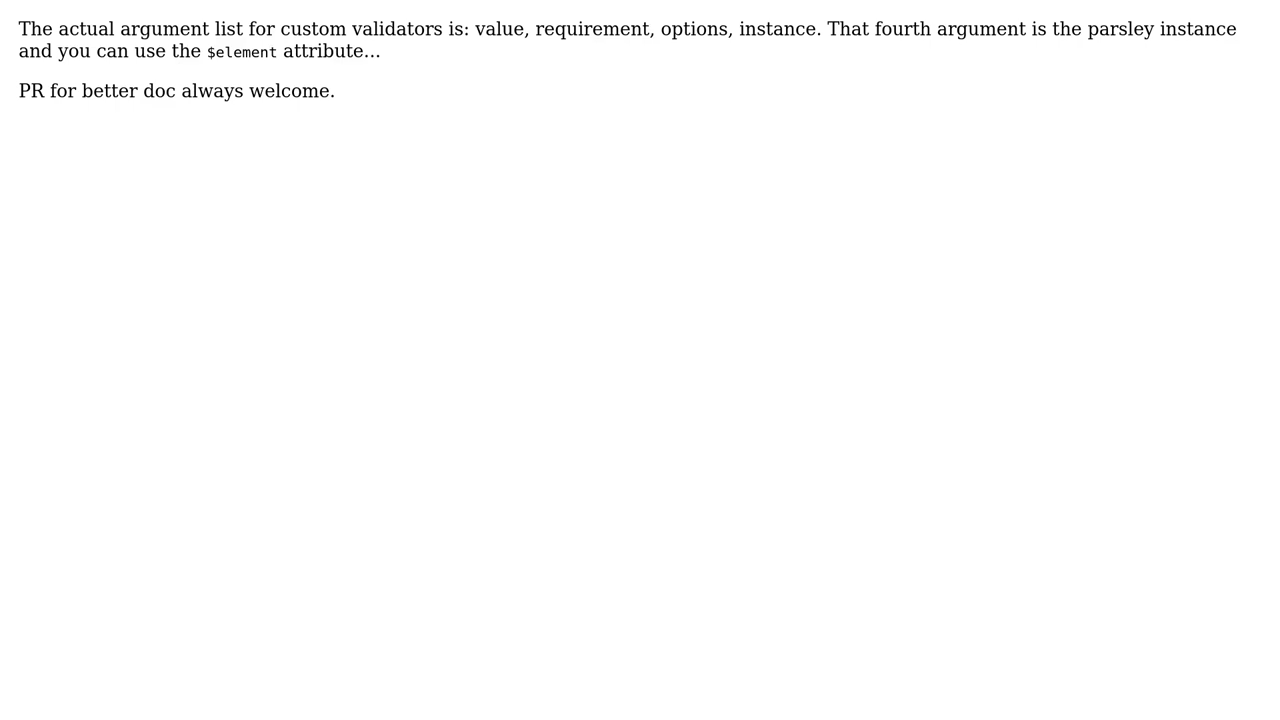 The actual argument list for custom validators is: value, requirement, options, instance. That fourth argument is the parsley instance
and you can use the $element attribute...
PR for better doc always welcome.